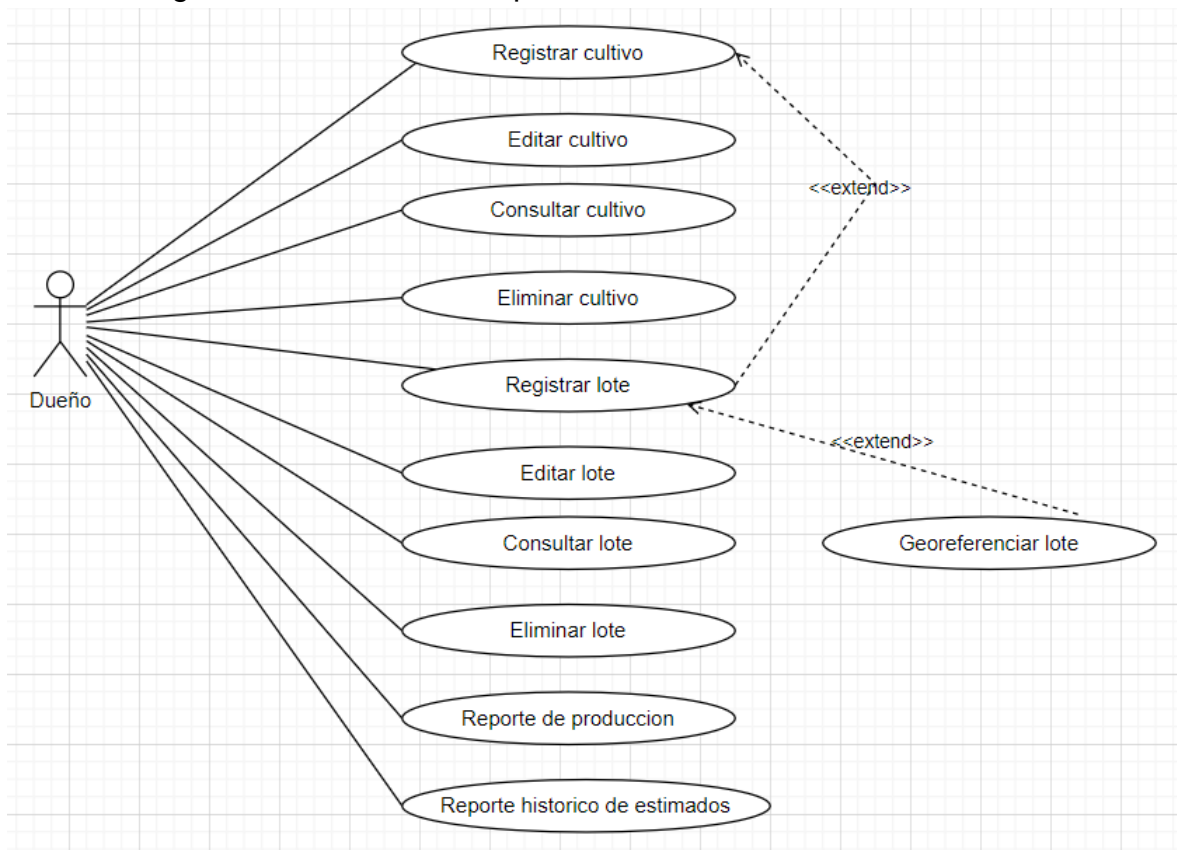 Registrar cultivo
Editar cultivo
<<extend>>
Consultar cultivo
Eliminar cultivo
Registrar lote
Dueño
<<extend>>
Editar lote
Consultar lote
Georeferenciar lote
Eliminar lote
Reporte de produccion
Reporte historico de estimados